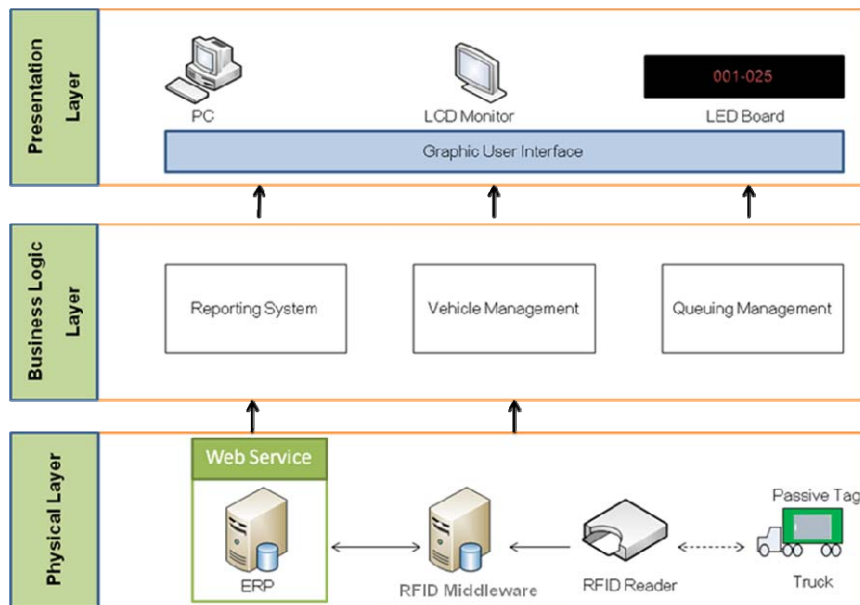 Presentation
Layer
PC
LCD Monitor
001-025
LED Board
Graphic User Interface
Business Logic
Layer
Reporting System
Vehicle Management
Queuing Management
Physical Layer
Web Service
ERP
RFID Middleware
RFID Reader
Passive Tag
Truck